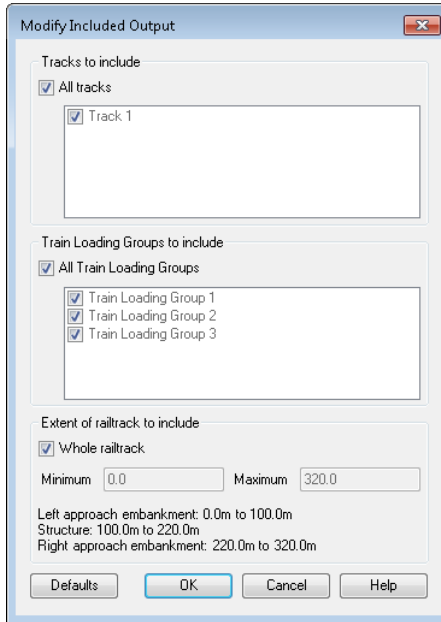 Modify Included Output
Tracks to include
All tracks
Track 1
Train Loading Groups to include
All Train Loading Groups
Train Loading Group 1
Train Loading Group 2
Train Loading Group 3
Extent of railtrack to include
Whole railtrack
Minimum 0.0 Maximum 320.0
Left approach embankment: 0.0m to 100.0m
Structure: 100.0m to 220.0m
Right approach embankment: 220.0m to 320.0m
Defaults OK Cancel Help